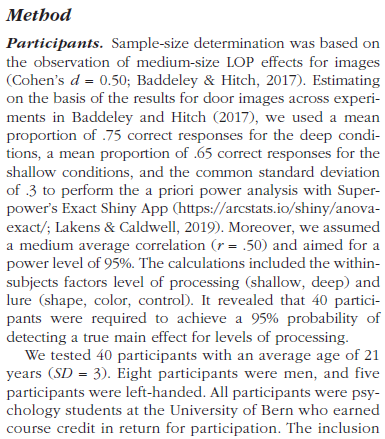 Method
Participants. Sample-size determination was based on
the observation of medium-size LOP effects for images
(Cohen's d = 0.50; Baddeley & Hitch, 2017). Estimating
on the basis of the results for door images across experi-
ments in Baddeley and Hitch (2017), we used a mean
proportion of .75 correct responses for the deep condi-
tions, a mean proportion of .65 correct responses for the
shallow conditions, and the common standard deviation
of .3 to perform the a priori power analysis with Super-
power's Exact Shiny App (https://arcstats.io/shiny/anova-
exact/; Lakens & Caldwell, 2019). Moreover, we assumed
a medium average correlation (r = .50) and aimed for a
power level of 95%. The calculations included the within-
subjects factors level of processing (shallow, deep) and
lure (shape, color, control). It revealed that 40 partici-
pants were required to achieve a 95% probability of
detecting a true main effect for levels of processing.
We tested 40 participants with an average age of 21
years (SD = 3). Eight participants were men, and five
participants were left-handed. All participants were psy-
chology students at the University of Bern who earned
course credit in return for participation. The inclusion